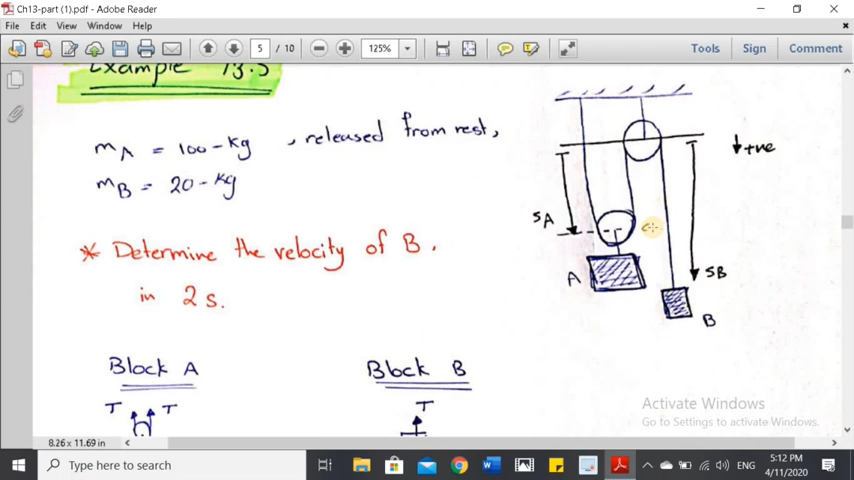 Ch13-part (1).pdf - Adobe Reader
File Edit View Window Help
5 / 10 125% Tools Sign Comment
Example 13.5
mA = 100-kg , released from rest,
mB = 20-kg
* Determine the velocity of B.
in 2 s.
↓+ve
SA
SB
A
B
Block A Block B
T T T
Activate Windows
Go to Settings to activate Windows.
8.26 x 11.69 in
Type here to search
ENG
5:12 PM
4/11/2020